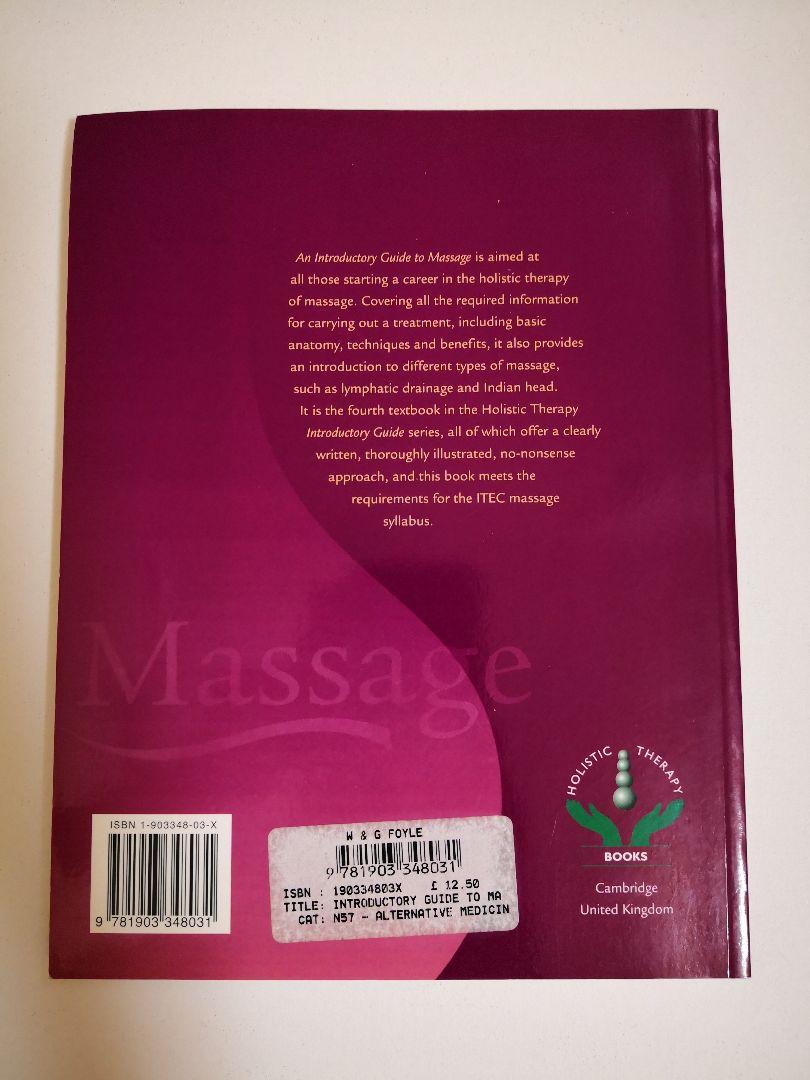 An Introductory Guide to Massage is aimed at
all those starting a career in the holistic therapy
of massage. Covering all the required information
for carrying out a treatment, including basic
anatomy, techniques and benefits, it also provides
an introduction to different types of massage,
such as lymphatic drainage and Indian head.
It is the fourth textbook in the Holistic Therapy
Introductory Guide series, all of which offer a clearly
written, thoroughly illustrated, no-nonsense
approach, and this book meets the
requirements for the ITEC massage
syllabus.
Massage
ISBN 1-903348-03-X
9 781903 348031
W & G FOYLE
9 781903 348031
ISBN : 190334803X £ 12.50
TITLE: INTRODUCTORY GUIDE TO MA
CAT: N57 - ALTERNATIVE MEDICIN
HOLISTIC THERAPY
BOOKS
Cambridge
United Kingdom